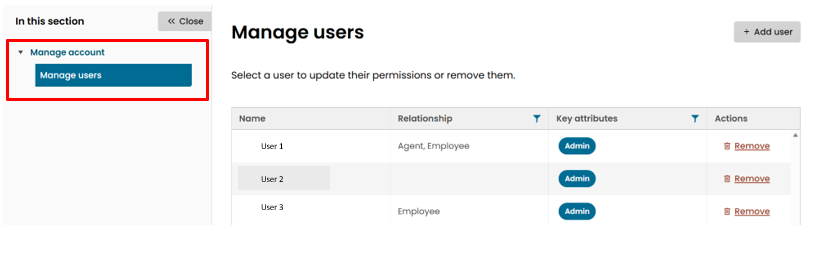 In this section
Close
Manage account
Manage users
Manage users
+ Add user
Select a user to update their permissions or remove them.
Name Relationship Key attributes Actions
User 1 Agent, Employee Admin Remove
User 2 Admin Remove
User 3 Employee Admin Remove